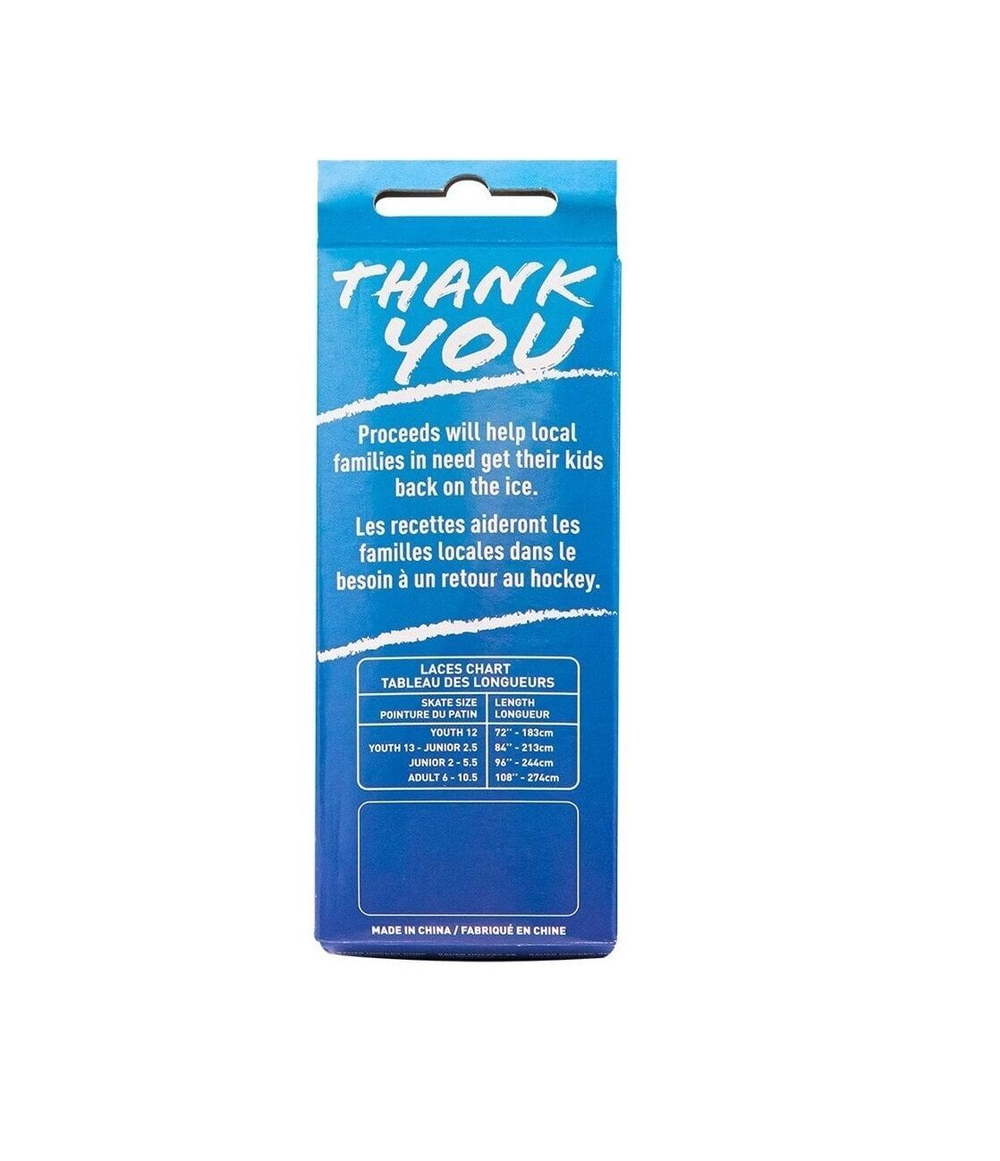 THANK
YOU
Proceeds will help local
families in need get their kids
back on the ice.
Les recettes aideront les
familles locales dans le
besoin à un retour au hockey.
LACES CHART
TABLEAU DES LONGUEURS
SKATE SIZE LENGTH
POINTURE DU PATIN LONGUEUR
YOUTH 12 72'' - 183cm
YOUTH 13 - JUNIOR 2.5 84'' - 213cm
JUNIOR 2 - 5.5 96'' - 244cm
ADULT 6 - 10.5 108'' - 274cm
MADE IN CHINA / FABRIQUÉ EN CHINE